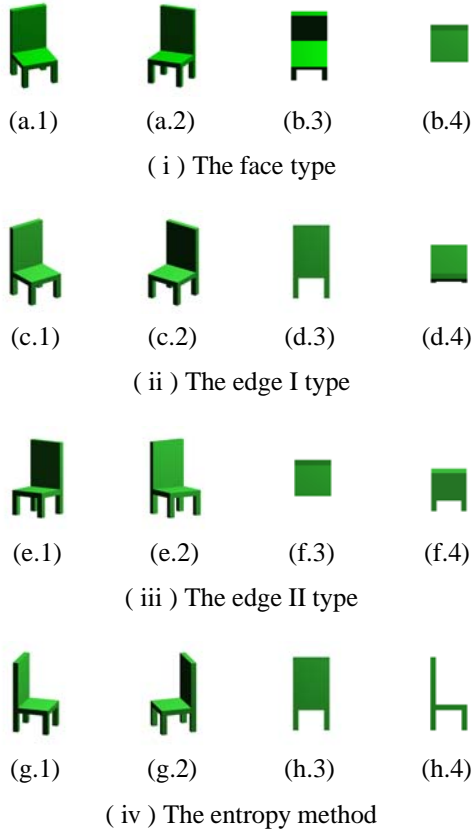 (a.1) (a.2) (b.3) (b.4)
( i ) The face type
(c.1) (c.2) (d.3) (d.4)
( ii ) The edge I type
(e.1) (e.2) (f.3) (f.4)
( iii ) The edge II type
(g.1) (g.2) (h.3) (h.4)
( iv ) The entropy method